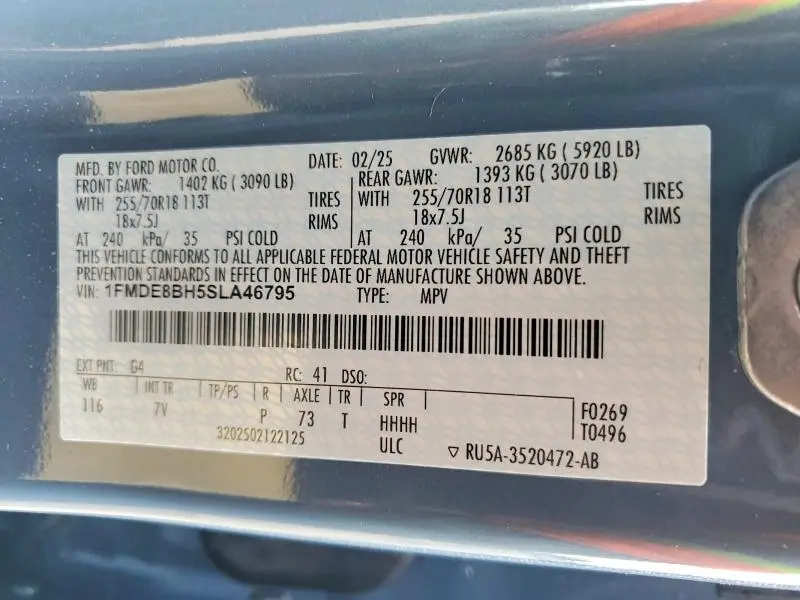 MFD. BY FORD MOTOR CO. DATE: 02/25 GVWR: 2685 KG ( 5920 LB)
FRONT GAWR: 1402 KG ( 3090 LB) REAR GAWR: 1393 KG ( 3070 LB)
WITH 255/70R18 113T TIRES WITH 255/70R18 113T TIRES
18x7.5J RIMS 18x7.5J RIMS
AT 240 kPa/ 35 PSI COLD AT 240 kPa/ 35 PSI COLD
THIS VEHICLE CONFORMS TO ALL APPLICABLE FEDERAL MOTOR VEHICLE SAFETY AND THEFT
PREVENTION STANDARDS IN EFFECT ON THE DATE OF MANUFACTURE SHOWN ABOVE.
VIN: 1FMDE8BH5SLA46795 TYPE: MPV
EXT PNT: G4 RC: 41 DSO:
WB INT TR TP/PS R AXLE TR SPR
116 7V P 73 T HHHH F0269
3202502122125 ULC T0496
RU5A-3520472-AB